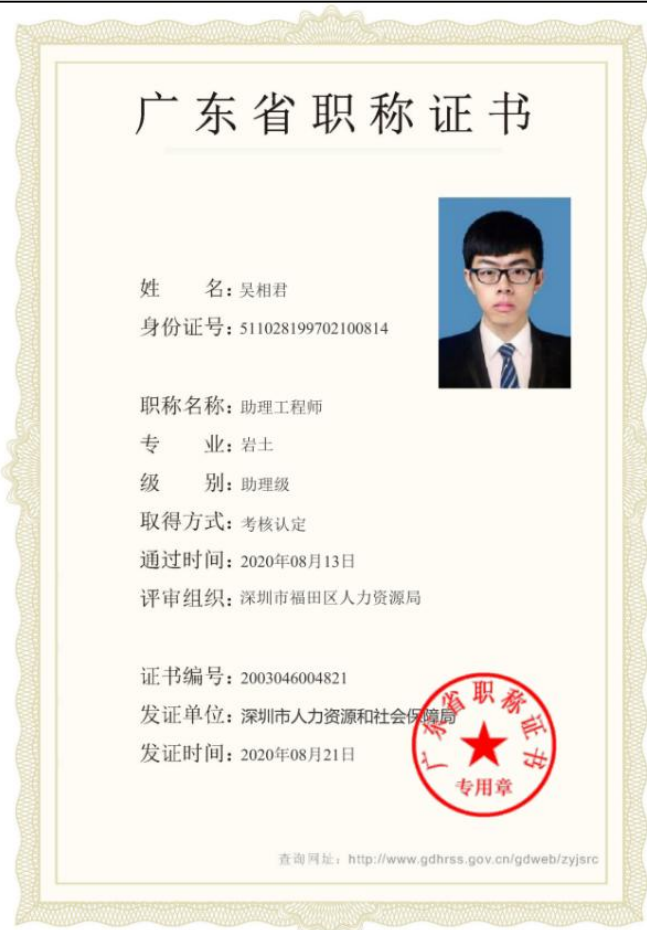 广东省职称证书
姓 名：吴相君
身份证号：511028199702100814
职称名称：助理工程师
专 业：岩土
级 别：助理级
取得方式：考核认定
通过时间：2020年08月13日
评审组织：深圳市福田区人力资源局
证书编号：2003046004821
发证单位：深圳市人力资源和社会保障局
发证时间：2020年08月21日
广东省职称证书
专用章
查询网址：http://www.gdhrss.gov.cn/gdweb/zyjsrc